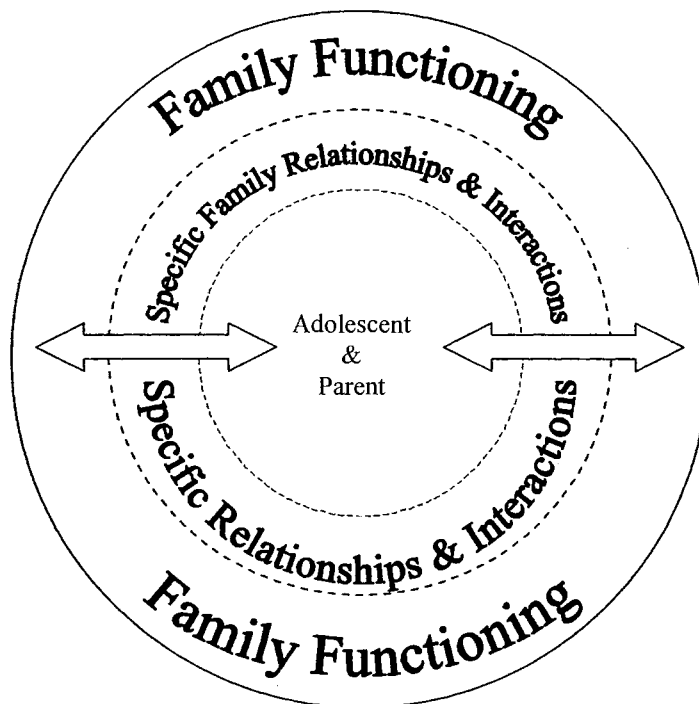 Family Functioning
Specific Family Relationships & Interactions
Adolescent
&
Parent
Specific Relationships & Interactions
Family Functioning